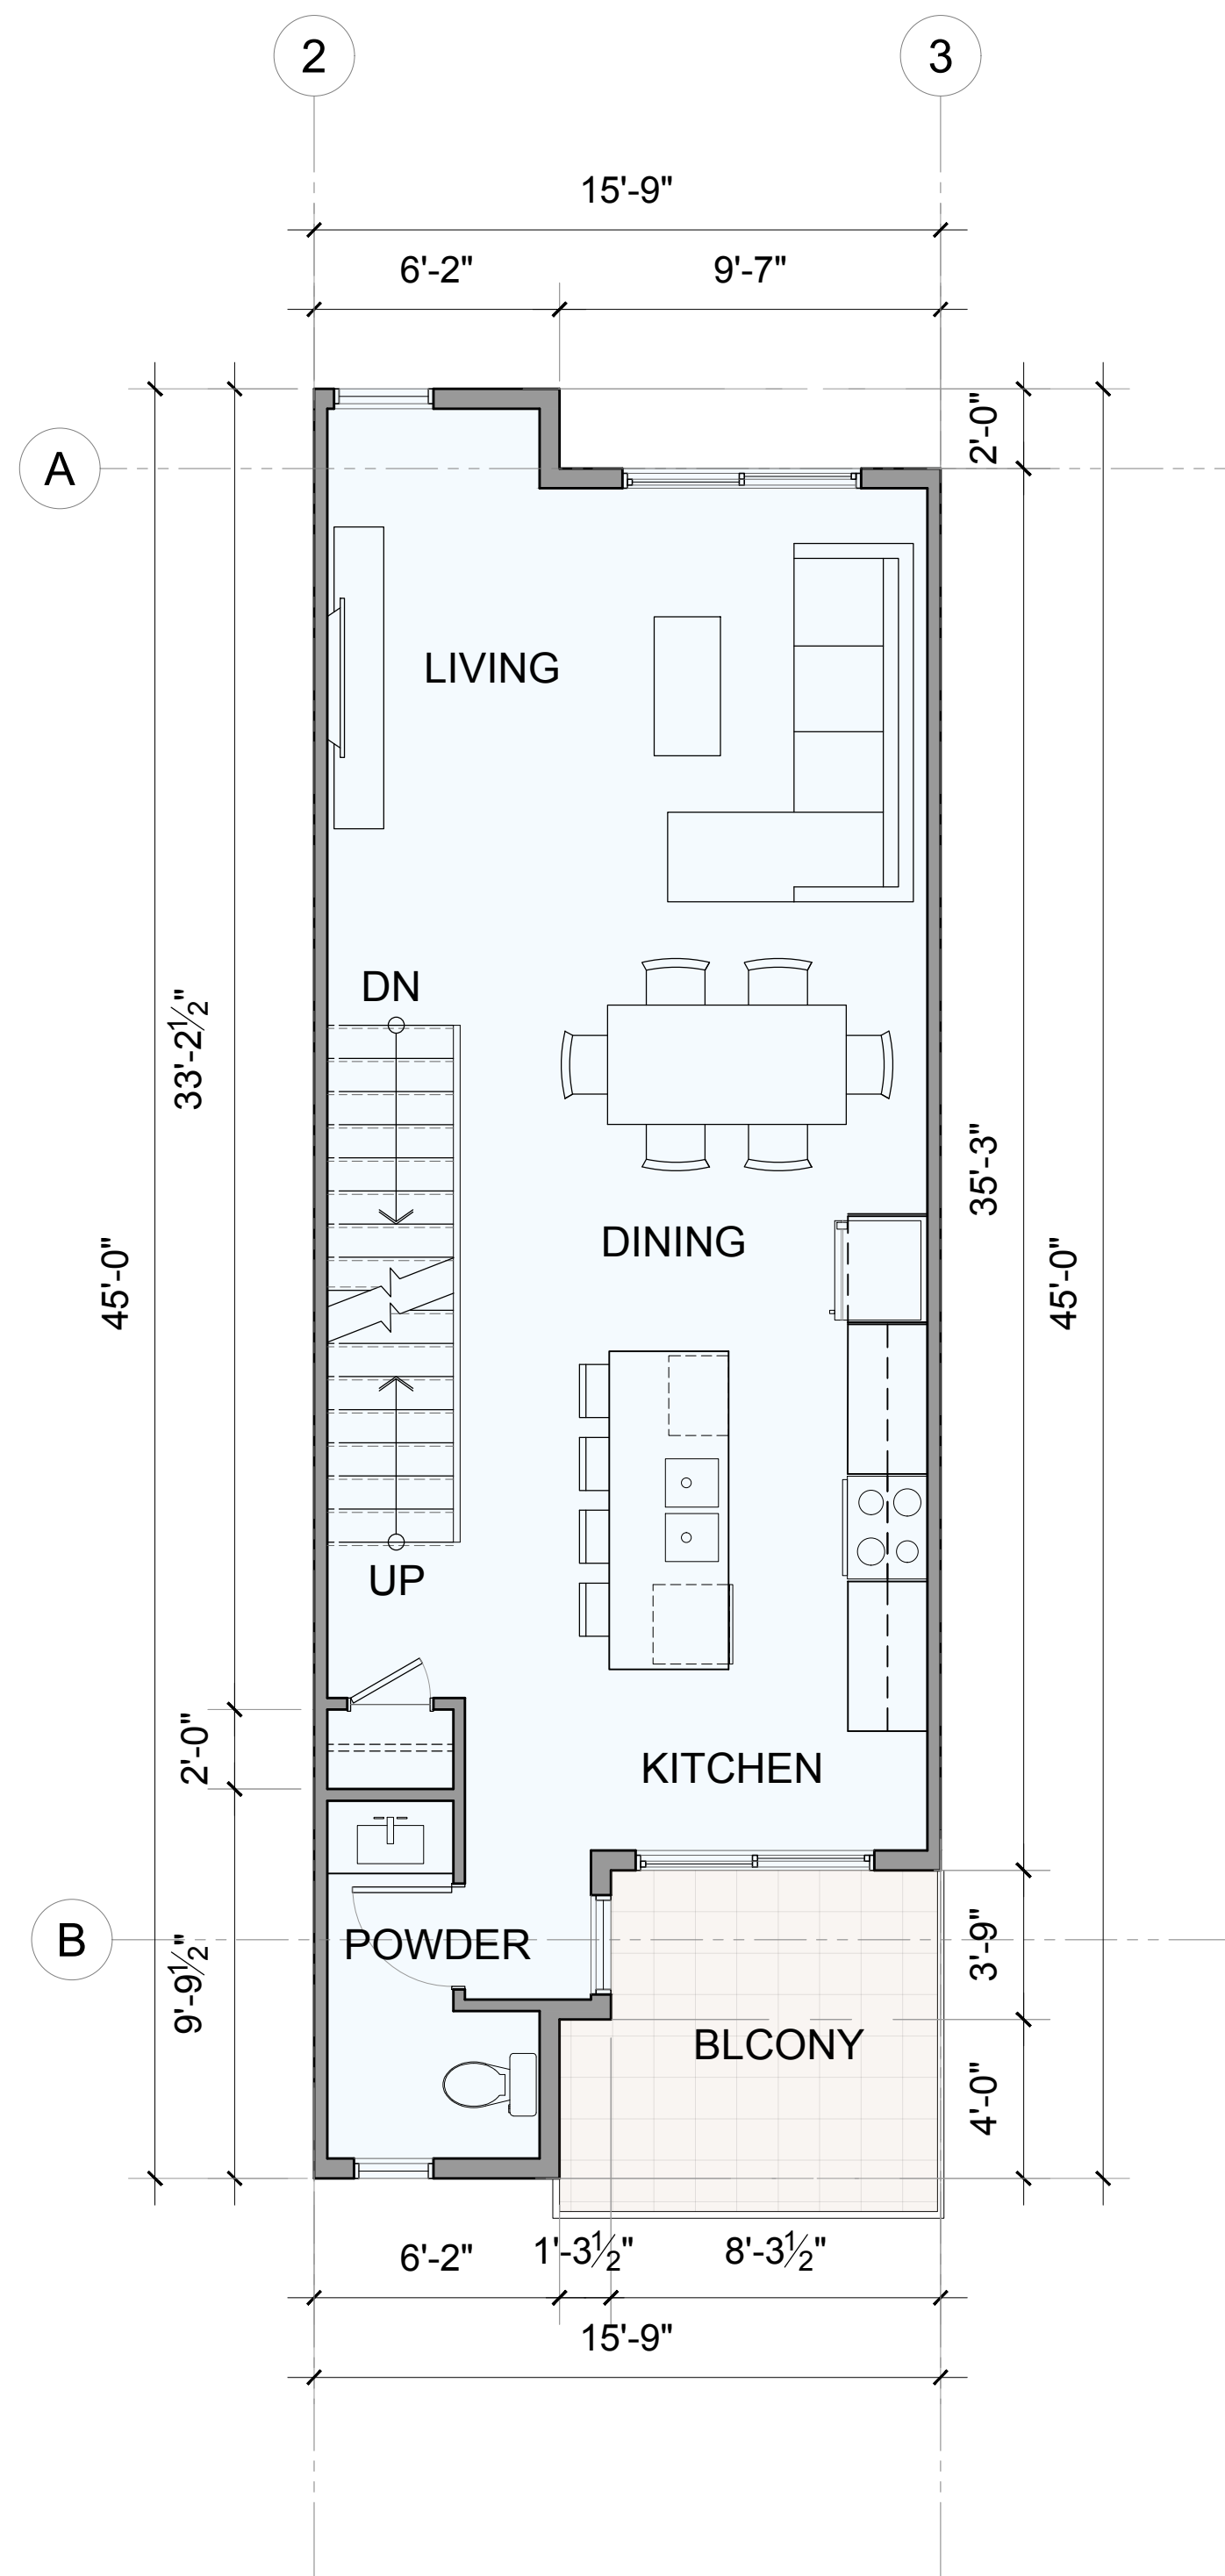 2
3
15'-9"
6'-2"
9'-7"
2'-0"
A
LIVING
DN
33'-2½"
35'-3"
DINING
45'-0"
45'-0"
UP
2'-0"
KITCHEN
B
POWDER
9'-9½"
3'-9"
BLCONY
4'-0"
6'-2"
1'-3½"
8'-3½"
15'-9"